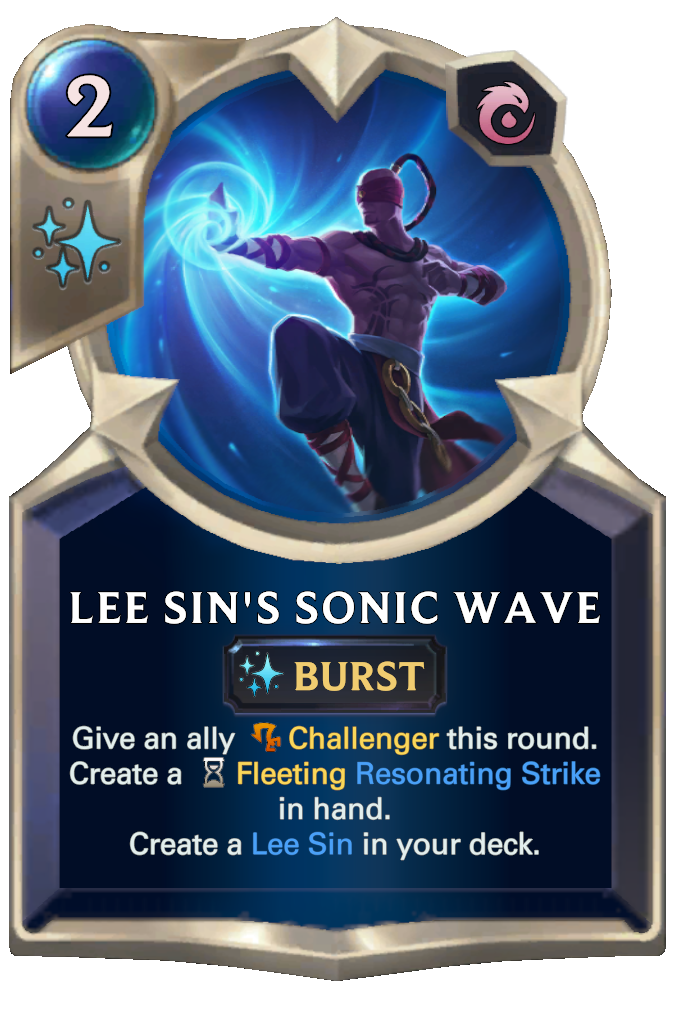 2
LEE SIN'S SONIC WAVE
BURST
Give an ally Challenger this round.
Create a Fleeting Resonating Strike
in hand.
Create a Lee Sin in your deck.